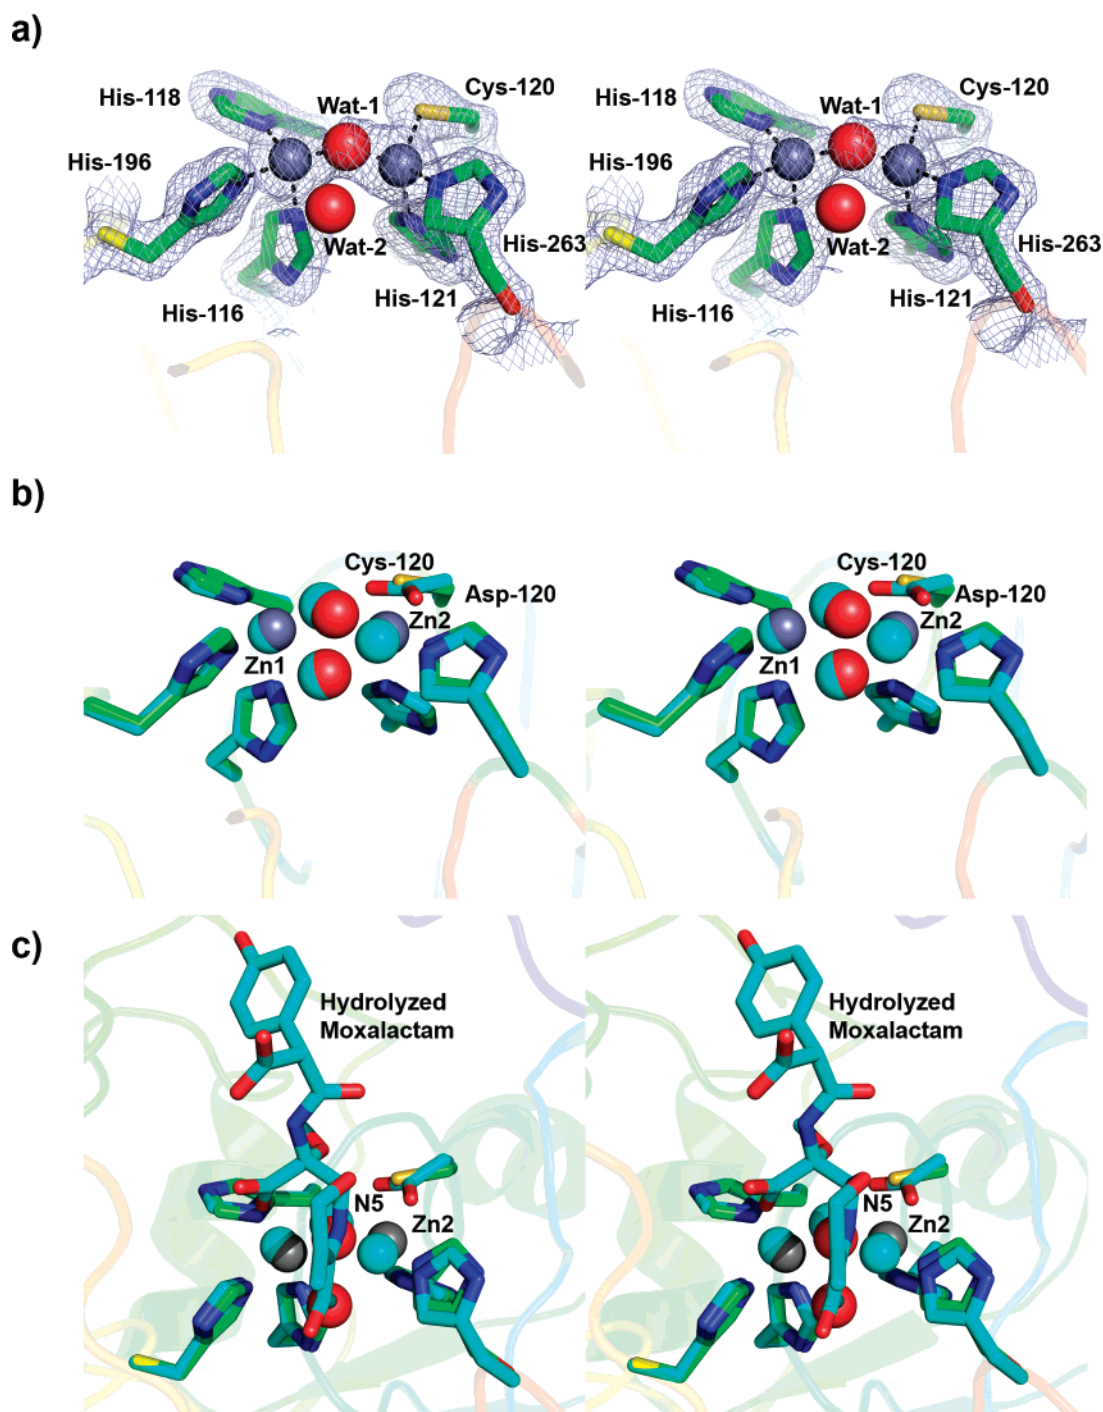 a)
His-118
Wat-1
Cys-120
His-196
Wat-2
His-263
His-121
His-116
His-118
Wat-1
Cys-120
His-196
Wat-2
His-263
His-121
His-116
b)
Cys-120
Asp-120
Zn2
Zn1
Cys-120
Asp-120
Zn2
Zn1
c)
Hydrolyzed
Moxalactam
N5
Zn2
Hydrolyzed
Moxalactam
N5
Zn2